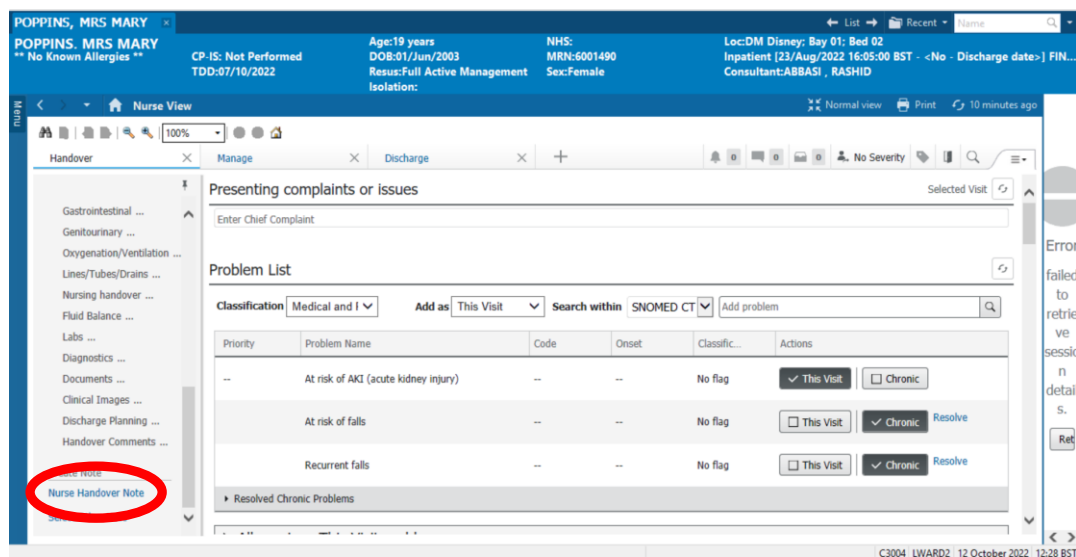 POPPINS, MRS MARY
List
Recent
Name
POPPINS. MRS MARY
** No Known Allergies **
CP-IS: Not Performed
TDD:07/10/2022
Age:19 years
DOB:01/Jun/2003
Resus:Full Active Management
Isolation:
NHS:
MRN:6001490
Sex:Female
Loc:DM Disney; Bay 01; Bed 02
Inpatient [23/Aug/2022 16:05:00 BST - <No - Discharge date>] FIN...
Consultant:ABBASI , RASHID
Menu
Nurse View
Normal view
Print
10 minutes ago
100%
Handover
Manage
Discharge
0
0
0
No Severity
Gastrointestinal ...
Genitourinary ...
Oxygenation/Ventilation ...
Lines/Tubes/Drains ...
Nursing handover ...
Fluid Balance ...
Labs ...
Diagnostics ...
Documents ...
Clinical Images ...
Discharge Planning ...
Handover Comments ...
Note
Nurse Handover Note
Presenting complaints or issues
Selected Visit
Enter Chief Complaint
Problem List
Classification Medical and Add as This Visit Search within SNOMED CT Add problem
Priority Problem Name Code Onset Classific... Actions
-- At risk of AKI (acute kidney injury) -- -- No flag This Visit Chronic
At risk of falls -- -- No flag This Visit Chronic Resolve
Recurrent falls -- -- No flag This Visit Chronic Resolve
Resolved Chronic Problems
Error
failed
to
retrie
ve
sessio
n
detail
s.
Ret
C3004 LWARD2 12 October 2022 12:28 BST